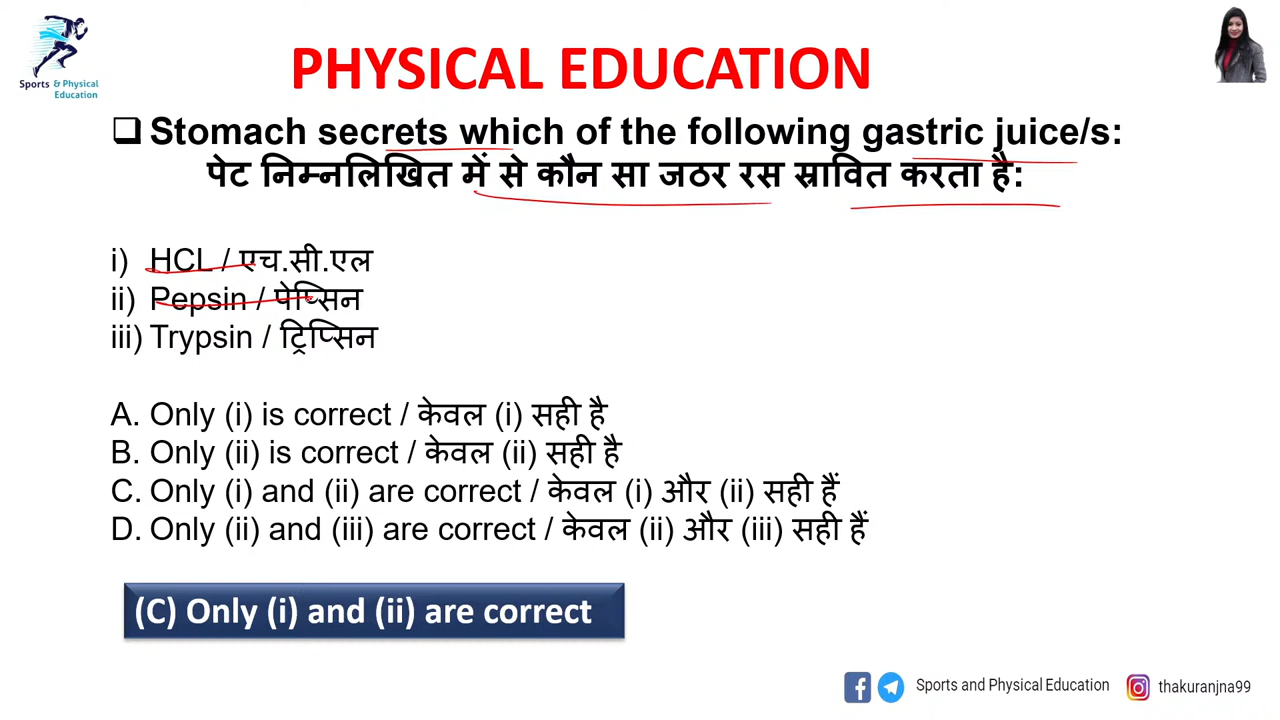 Sports & Physical
Education
PHYSICAL EDUCATION
❑ Stomach secrets which of the following gastric juice/s:
पेट निम्नलिखित में से कौन सा जठर रस स्रावित करता है:
i) HCL / एच.सी.एल
ii) Pepsin / पेप्सिन
iii) Trypsin / ट्रिप्सिन
A. Only (i) is correct / केवल (i) सही है
B. Only (ii) is correct / केवल (ii) सही है
C. Only (i) and (ii) are correct / केवल (i) और (ii) सही हैं
D. Only (ii) and (iii) are correct / केवल (ii) और (iii) सही हैं
(C) Only (i) and (ii) are correct
Sports and Physical Education thakuranjna99